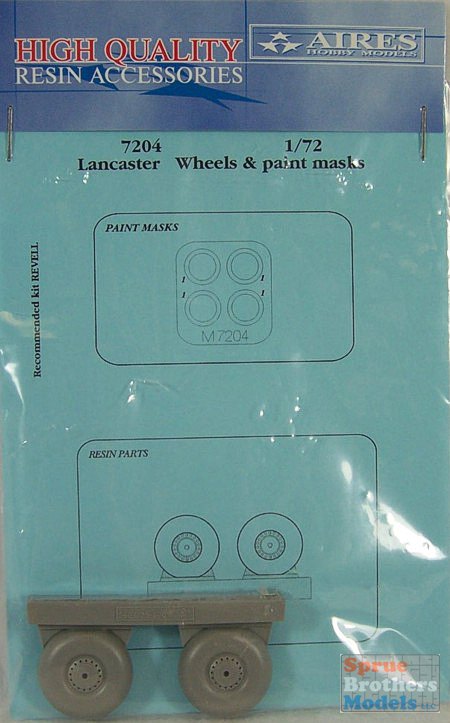 HIGH QUALITY
RESIN ACCESSORIES
AIRES
HOBBY MODELS
7204 1/72
Lancaster Wheels & paint masks
PAINT MASKS
1 1
1 1
M7204
Recommended kit REVELL
RESIN PARTS
Sprue
Brothers
Models LLC